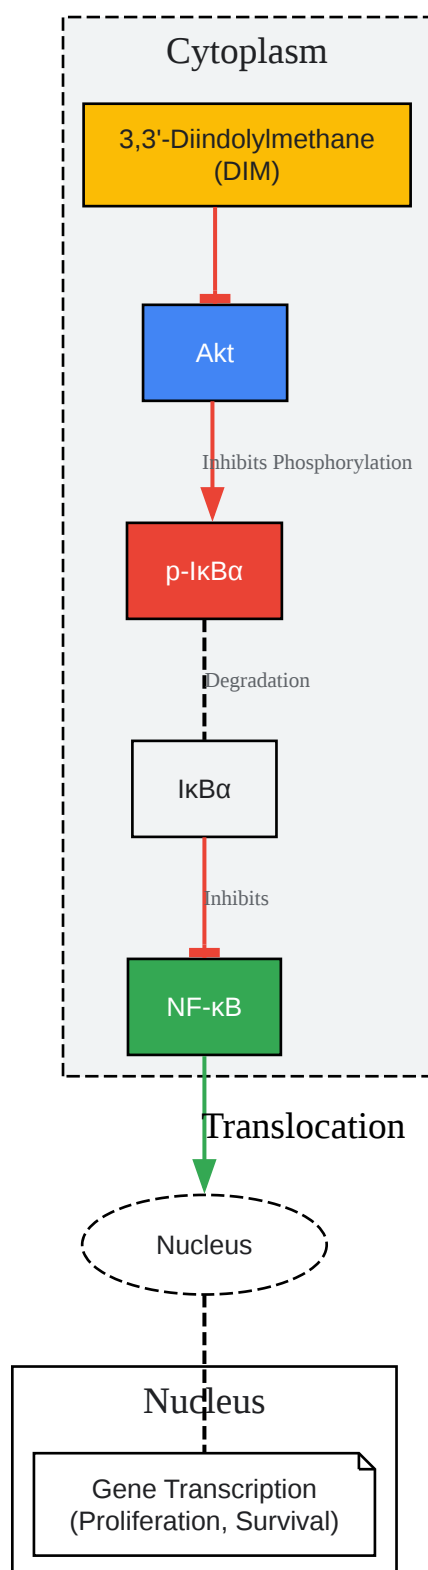 Cytoplasm
3,3'-Diindolylmethane
(DIM)
Akt
Inhibits Phosphorylation
p-IκBα
Degradation
IκBα
Inhibits
NF-κB
Translocation
Nucleus
Nucleus
Gene Transcription
(Proliferation, Survival)